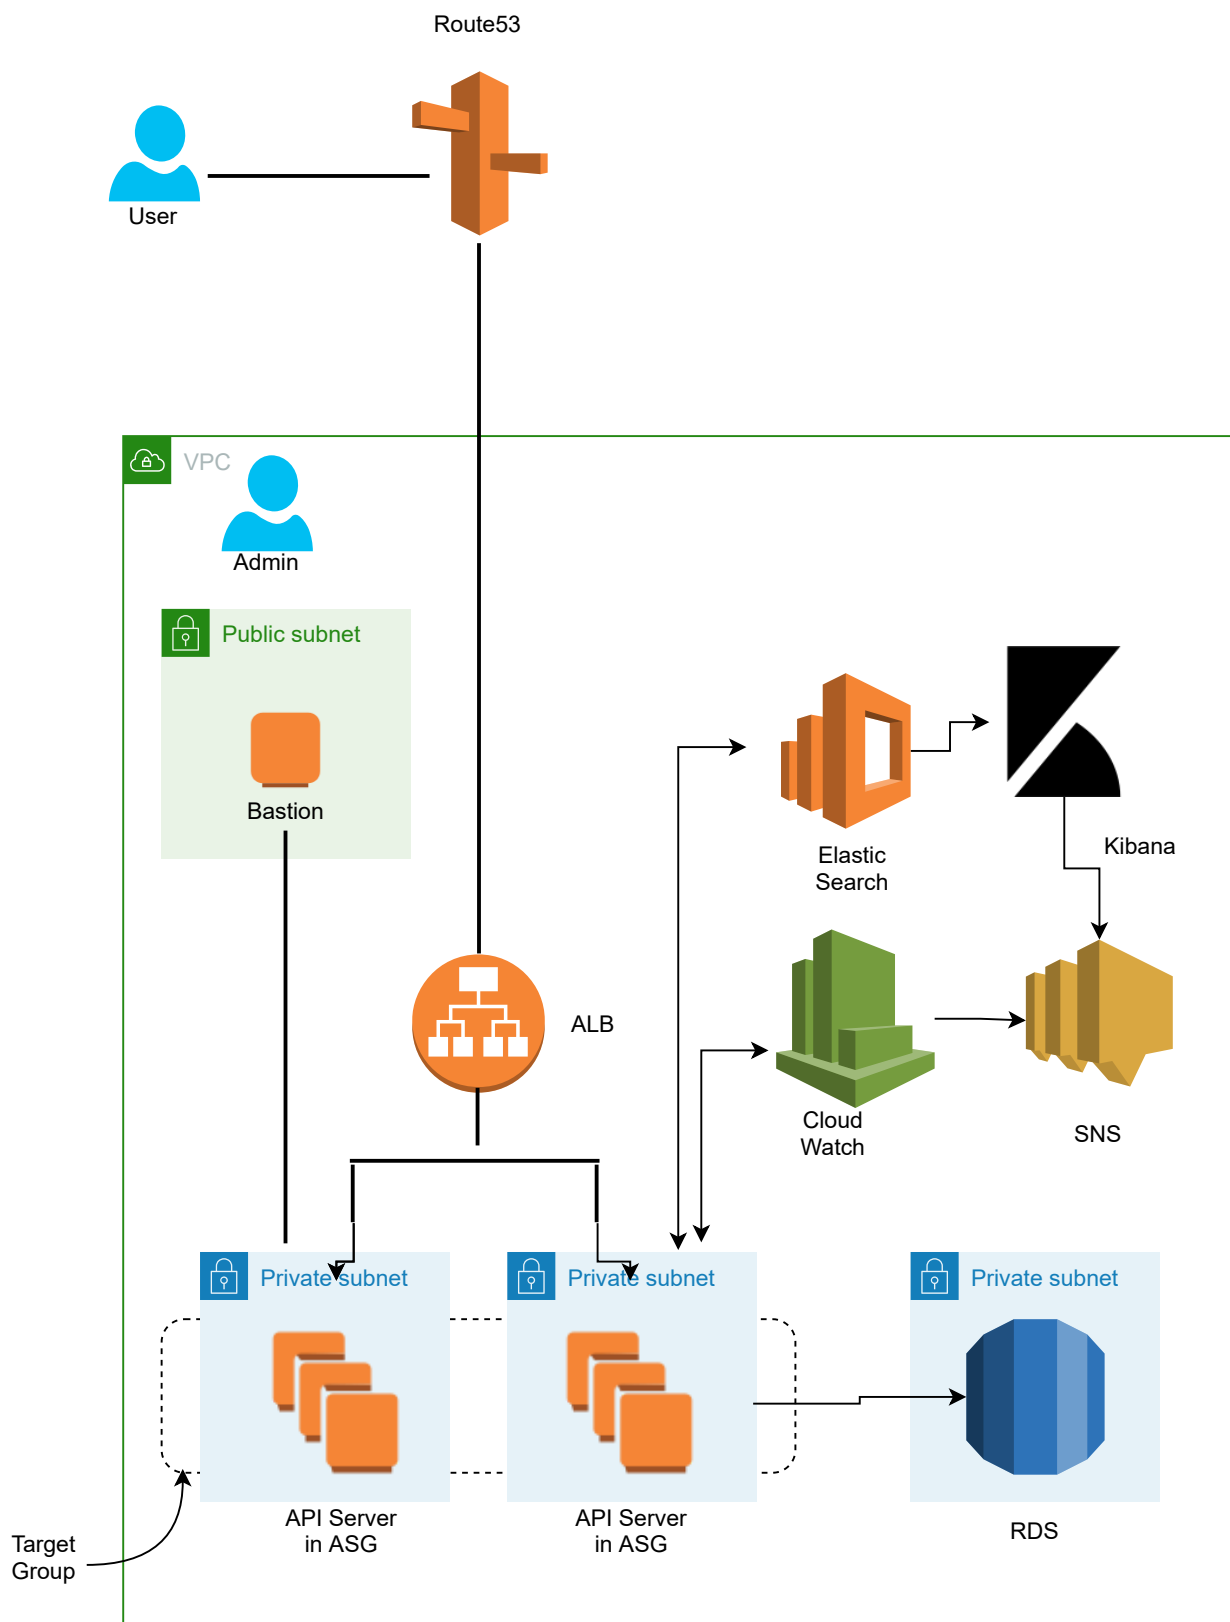 Route53
User
VPC
Admin
Public subnet
Bastion
Elastic
Search
Kibana
ALB
Cloud
Watch
SNS
Private subnet
Private subnet
Private subnet
API Server
in ASG
API Server
in ASG
RDS
Target
Group